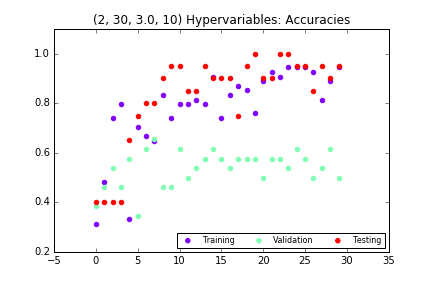 (2, 30, 3.0, 10) Hypervariables: Accuracies
1.0
0.8
0.6
0.4
0.2
−5 0 5 10 15 20 25 30 35
Training Validation Testing